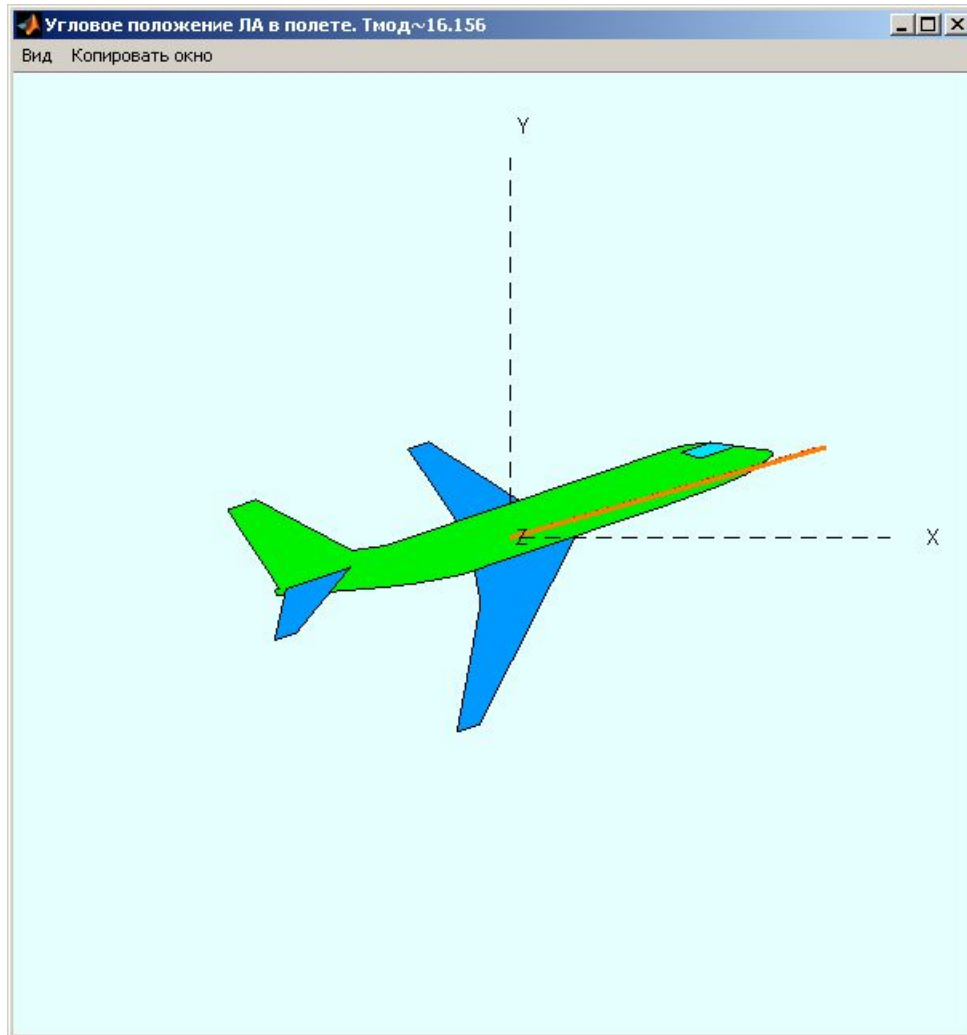 Угловое положение ЛА в полете. Тмод~16.156
Вид Копировать окно
Y
Z
X